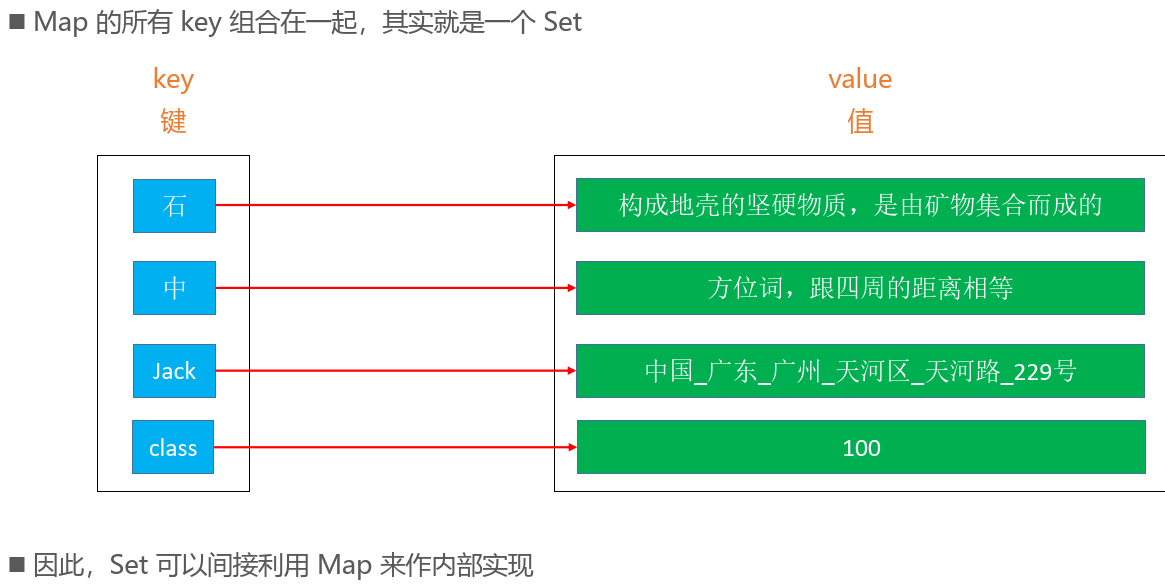 ■ Map 的所有 key 组合在一起，其实就是一个 Set
key value
键 值
石 构成地壳的坚硬物质，是由矿物集合而成的
中 方位词，跟四周的距离相等
Jack 中国_广东_广州_天河区_天河路_229号
class 100
■ 因此，Set 可以间接利用 Map 来作内部实现